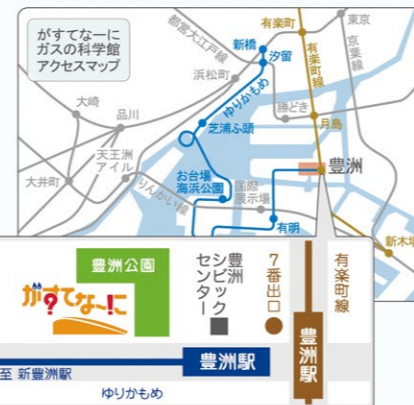 がすてなーに
ガスの科学館
アクセスマップ
都営大江戸線
有楽町
東京
新橋
汐留
有楽町線
京葉線
浜松町
ゆりかもめ
大崎
品川
勝どき
月島
芝浦ふ頭
豊洲
天王洲
アイル
お台場
海浜公園
国際
展示場
大井町
りんかい線
有明
新木場
豊洲公園
がすてなーに
豊洲
シビック
センター
7番出口
有楽町線
豊洲駅
豊洲駅
至 新豊洲駅
ゆりかもめ